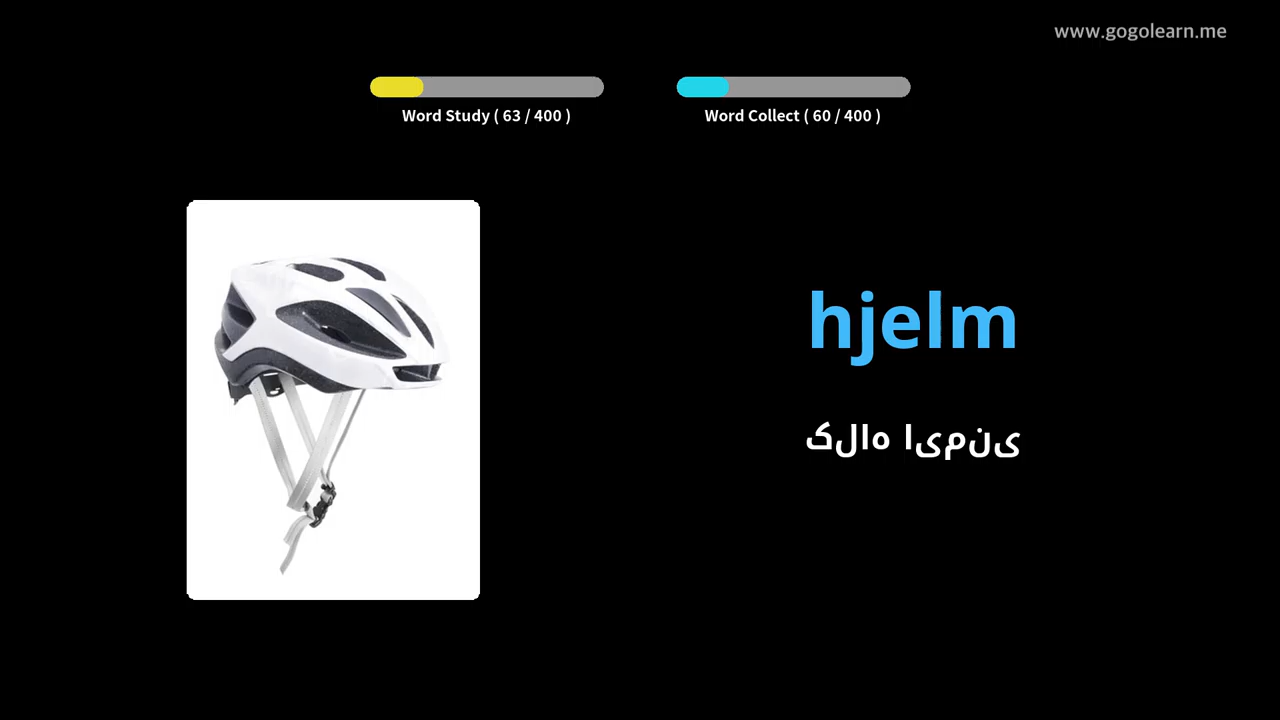 www.gogolearn.me
Word Study ( 63 / 400 )
Word Collect ( 60 / 400 )
hjelm
کلاه ایمنی